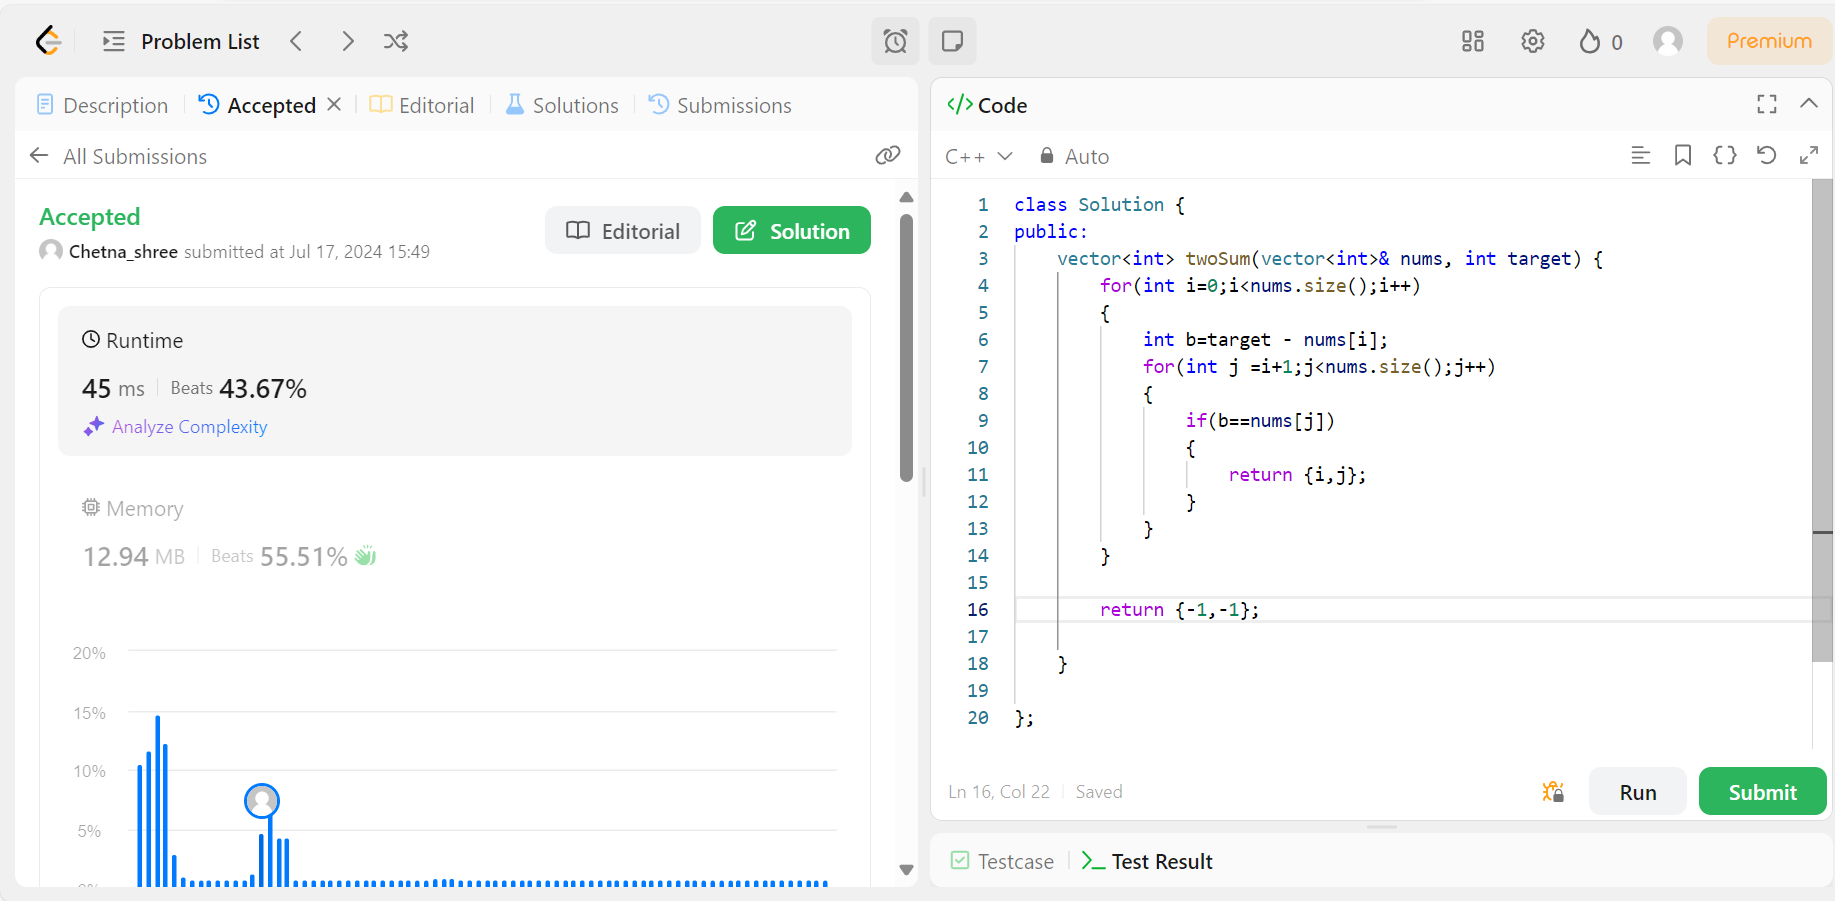 Problem List
0
Premium
Description
Accepted
Editorial
Solutions
Submissions
All Submissions
Accepted
Chetna_shree submitted at Jul 17, 2024 15:49
Editorial
Solution
Runtime
45 ms Beats 43.67%
Analyze Complexity
Memory
12.94 MB Beats 55.51%
20%
15%
10%
5%
0%
</> Code
C++ Auto
1 class Solution {
2 public:
3     vector<int> twoSum(vector<int>& nums, int target) {
4         for(int i=0;i<nums.size();i++)
5         {
6             int b=target - nums[i];
7             for(int j =i+1;j<nums.size();j++)
8             {
9                 if(b==nums[j])
10                 {
11                     return {i,j};
12                 }
13             }
14         }
15
16         return {-1,-1};
17
18     }
19
20 };
Ln 16, Col 22 Saved
Run
Submit
Testcase
Test Result